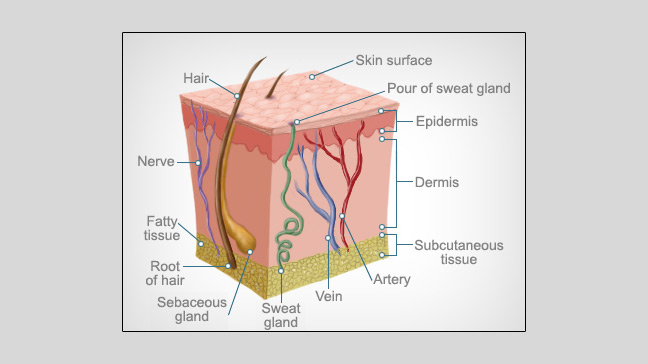 Skin surface
Hair
Pour of sweat gland
Epidermis
Nerve
Dermis
Fatty
tissue
Subcutaneous
tissue
Root
of hair
Artery
Vein
Sebaceous
gland
Sweat
gland